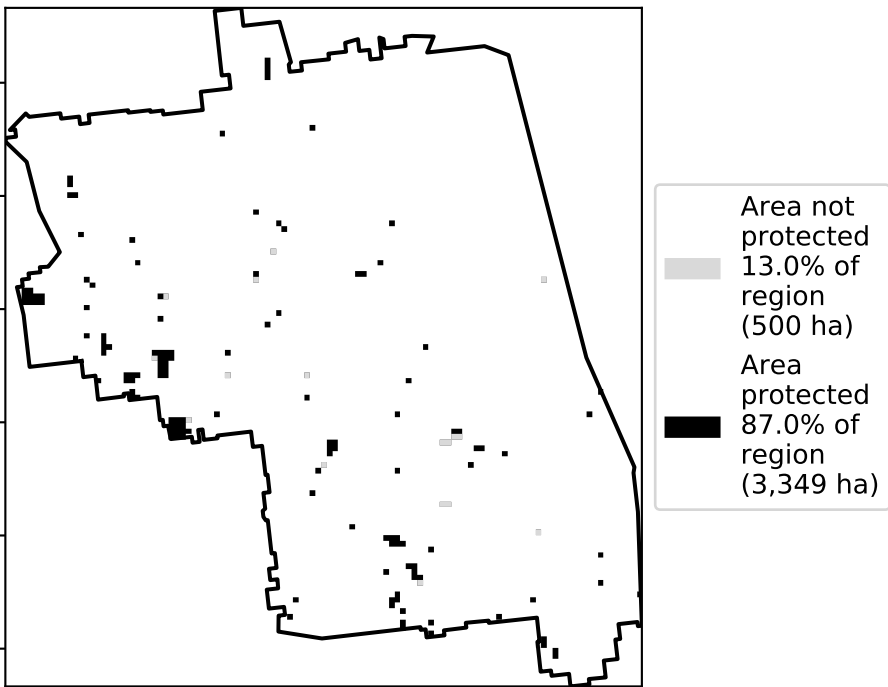 Area not
protected
13.0% of
region
(500 ha)
Area
protected
87.0% of
region
(3,349 ha)